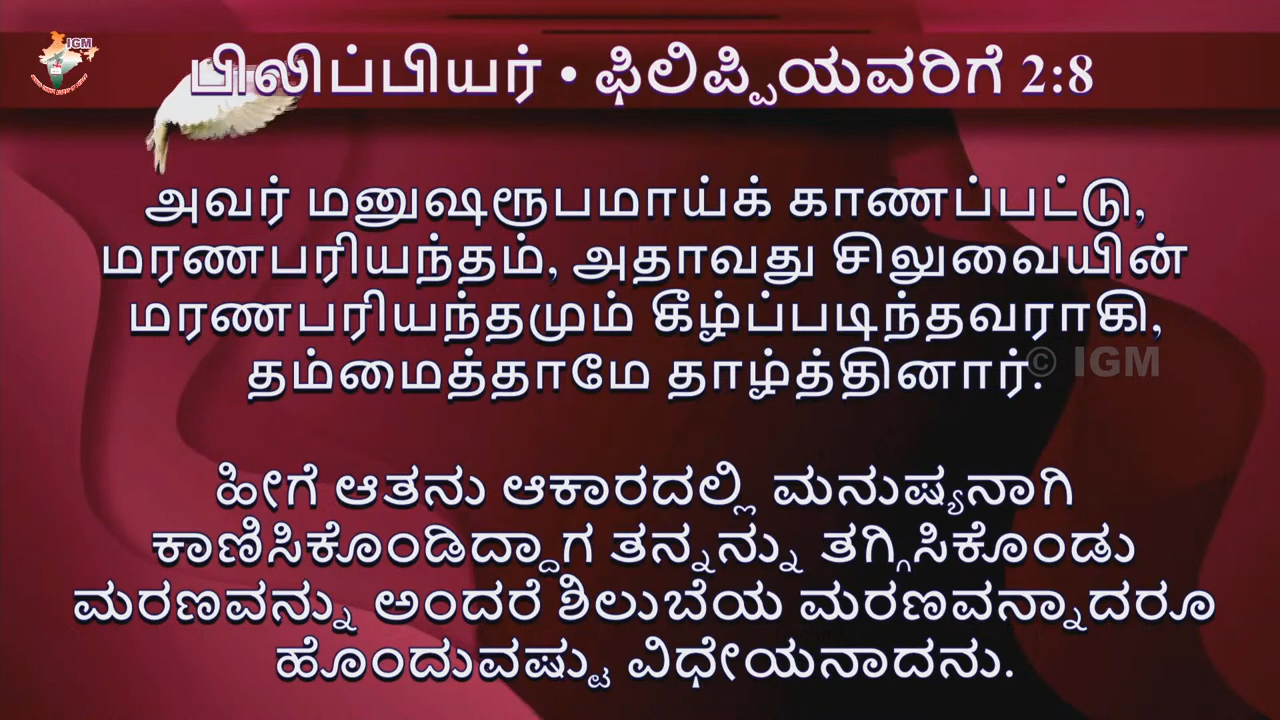 IGM
பிலிப்பியர் • ಫಿಲಿಪ್ಪಿಯವರಿಗೆ 2:8
அவர் மனுஷரூபமாய்க் காணப்பட்டு,
மரணபரியந்தம், அதாவது சிலுவையின்
மரணபரியந்தமும் கீழ்ப்படிந்தவராகி,
தம்மைத்தாமே தாழ்த்தினார்.
© IGM
ಹೀಗೆ ಆತನು ಆಕಾರದಲ್ಲಿ ಮನುಷ್ಯನಾಗಿ
ಕಾಣಿಸಿಕೊಂಡಿದ್ದಾಗ ತನ್ನನ್ನು ತಗ್ಗಿಸಿಕೊಂಡು
ಮರಣವನ್ನು ಅಂದರೆ ಶಿಲುಬೆಯ ಮರಣವನ್ನಾದರೂ
ಹೊಂದುವಷ್ಟು ವಿಧೇಯನಾದನು.